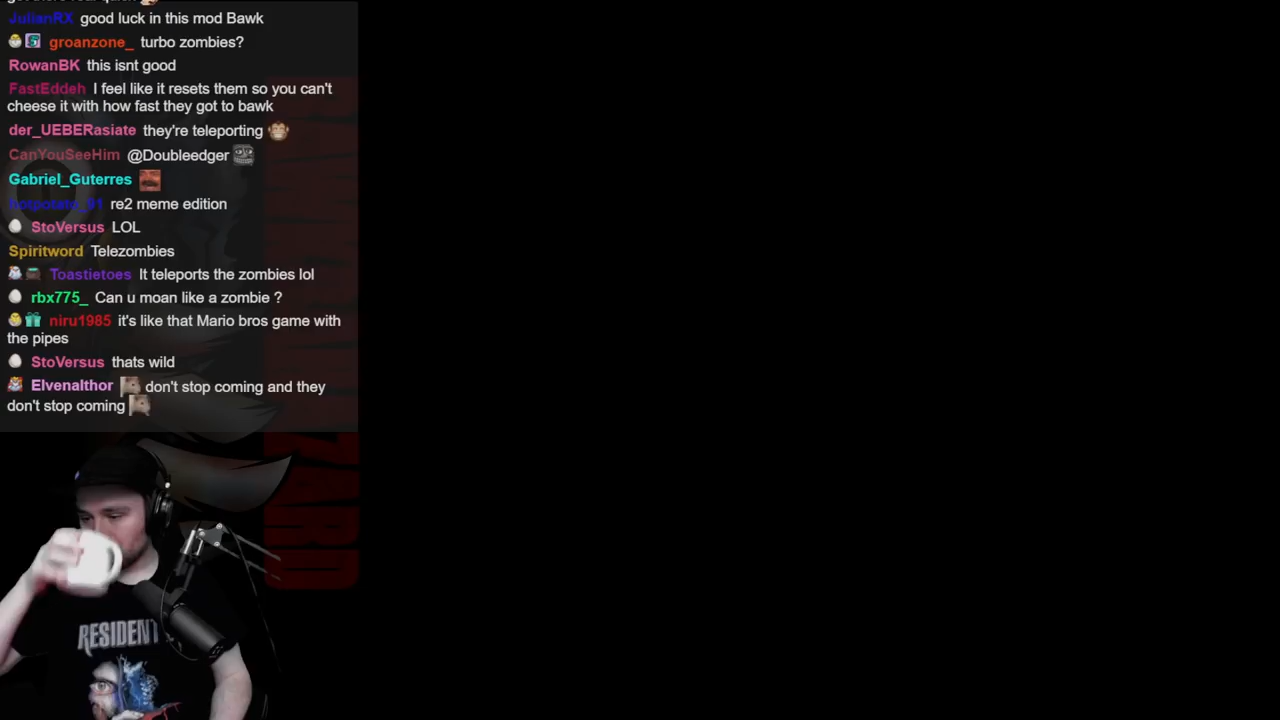 JulianRX good luck in this mod Bawk
groanzone_ turbo zombies?
RowanBK this isnt good
FastEddeh I feel like it resets them so you can't
cheese it with how fast they got to bawk
der_UEBERasiate they're teleporting
CanYouSeeHim @Doubleedger
Gabriel_Guterres
re2 meme edition
StoVersus LOL
Spiritword Telezombies
Toastietoes It teleports the zombies lol
rbx775_ Can u moan like a zombie ?
niru1985 it's like that Mario bros game with
the pipes
StoVersus thats wild
Elvenalthor don't stop coming and they
don't stop coming
RESIDENT